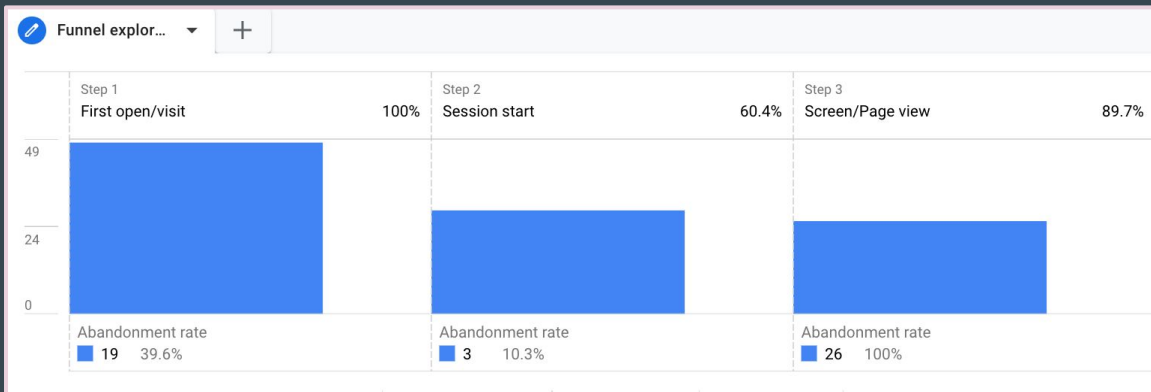 Funnel explor...
Step 1
First open/visit 100%
Step 2
Session start 60.4%
Step 3
Screen/Page view 89.7%
49
24
0
Abandonment rate
19 39.6%
Abandonment rate
3 10.3%
Abandonment rate
26 100%